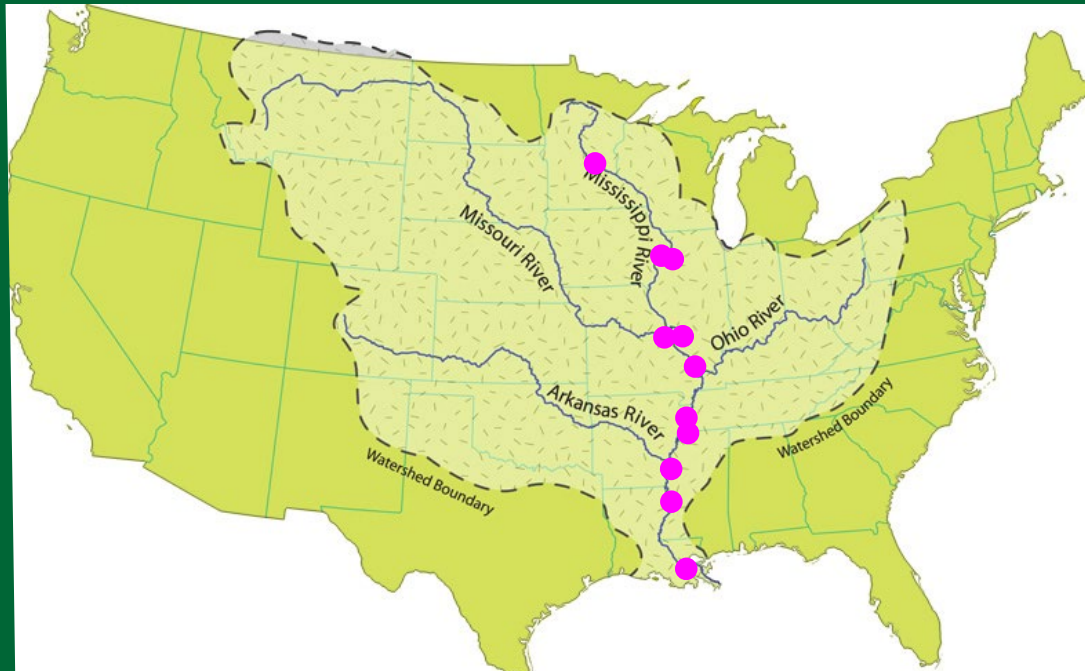 Mississippi River
Missouri River
Ohio River
Arkansas River
Watershed Boundary
Watershed Boundary